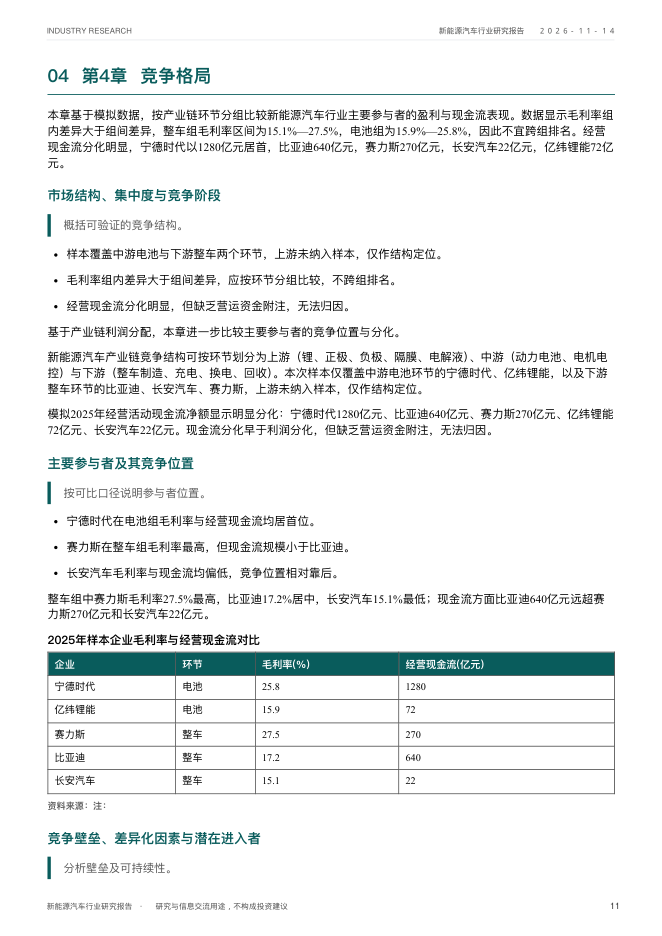 INDUSTRY RESEARCH
新能源汽车行业研究报告 2026-11-14
04 第4章 竞争格局
本章基于模拟数据，按产业链环节分组比较新能源汽车行业主要参与者的盈利与现金流表现。数据显示毛利率组
内差异大于组间差异，整车组毛利率区间为15.1%—27.5%，电池组为15.9%—25.8%，因此不宜跨组排名。经营
现金流分化明显，宁德时代以1280亿元居首，比亚迪640亿元，赛力斯270亿元，长安汽车22亿元，亿纬锂能72亿
元。
市场结构、集中度与竞争阶段
概括可验证的竞争结构。
• 样本覆盖中游电池与下游整车两个环节，上游未纳入样本，仅作结构定位。
• 毛利率组内差异大于组间差异，应按环节分组比较，不跨组排名。
• 经营现金流分化明显，但缺乏营运资金附注，无法归因。
基于产业链利润分配，本章进一步比较主要参与者的竞争位置与分化。
新能源汽车产业链竞争结构可按环节划分为上游（锂、正极、负极、隔膜、电解液）、中游（动力电池、电机电
控）与下游（整车制造、充电、换电、回收）。本次样本仅覆盖中游电池环节的宁德时代、亿纬锂能，以及下游
整车环节的比亚迪、长安汽车、赛力斯，上游未纳入样本，仅作结构定位。
模拟2025年经营活动现金流净额显示明显分化：宁德时代1280亿元、比亚迪640亿元、赛力斯270亿元、亿纬锂能
72亿元、长安汽车22亿元。现金流分化早于利润分化，但缺乏营运资金附注，无法归因。
主要参与者及其竞争位置
按可比口径说明参与者位置。
• 宁德时代在电池组毛利率与经营现金流均居首位。
• 赛力斯在整车组毛利率最高，但现金流规模小于比亚迪。
• 长安汽车毛利率与现金流均偏低，竞争位置相对靠后。
整车组中赛力斯毛利率27.5%最高，比亚迪17.2%居中，长安汽车15.1%最低；现金流方面比亚迪640亿元远超赛
力斯270亿元和长安汽车22亿元。
2025年样本企业毛利率与经营现金流对比
企业 环节 毛利率(%) 经营现金流(亿元)
宁德时代 电池 25.8 1280
亿纬锂能 电池 15.9 72
赛力斯 整车 27.5 270
比亚迪 整车 17.2 640
长安汽车 整车 15.1 22
资料来源：注：
竞争壁垒、差异化因素与潜在进入者
分析壁垒及可持续性。
新能源汽车行业研究报告 · 研究与信息交流用途，不构成投资建议
11